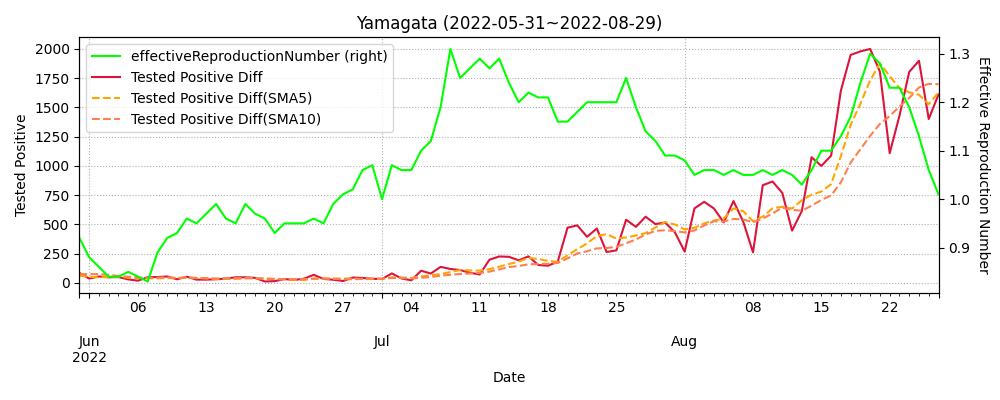 Yamagata (2022-05-31~2022-08-29)
effectiveReproductionNumber (right)
Tested Positive Diff
Tested Positive Diff(SMA5)
Tested Positive Diff(SMA10)
Tested Positive
2000
1750
1500
1250
1000
750
500
250
0
1.3
1.2
1.1
1.0
0.9
Effective Reproduction Number
06
13
20
27
04
11
18
25
08
15
22
Jun
2022
Jul
Aug
Date